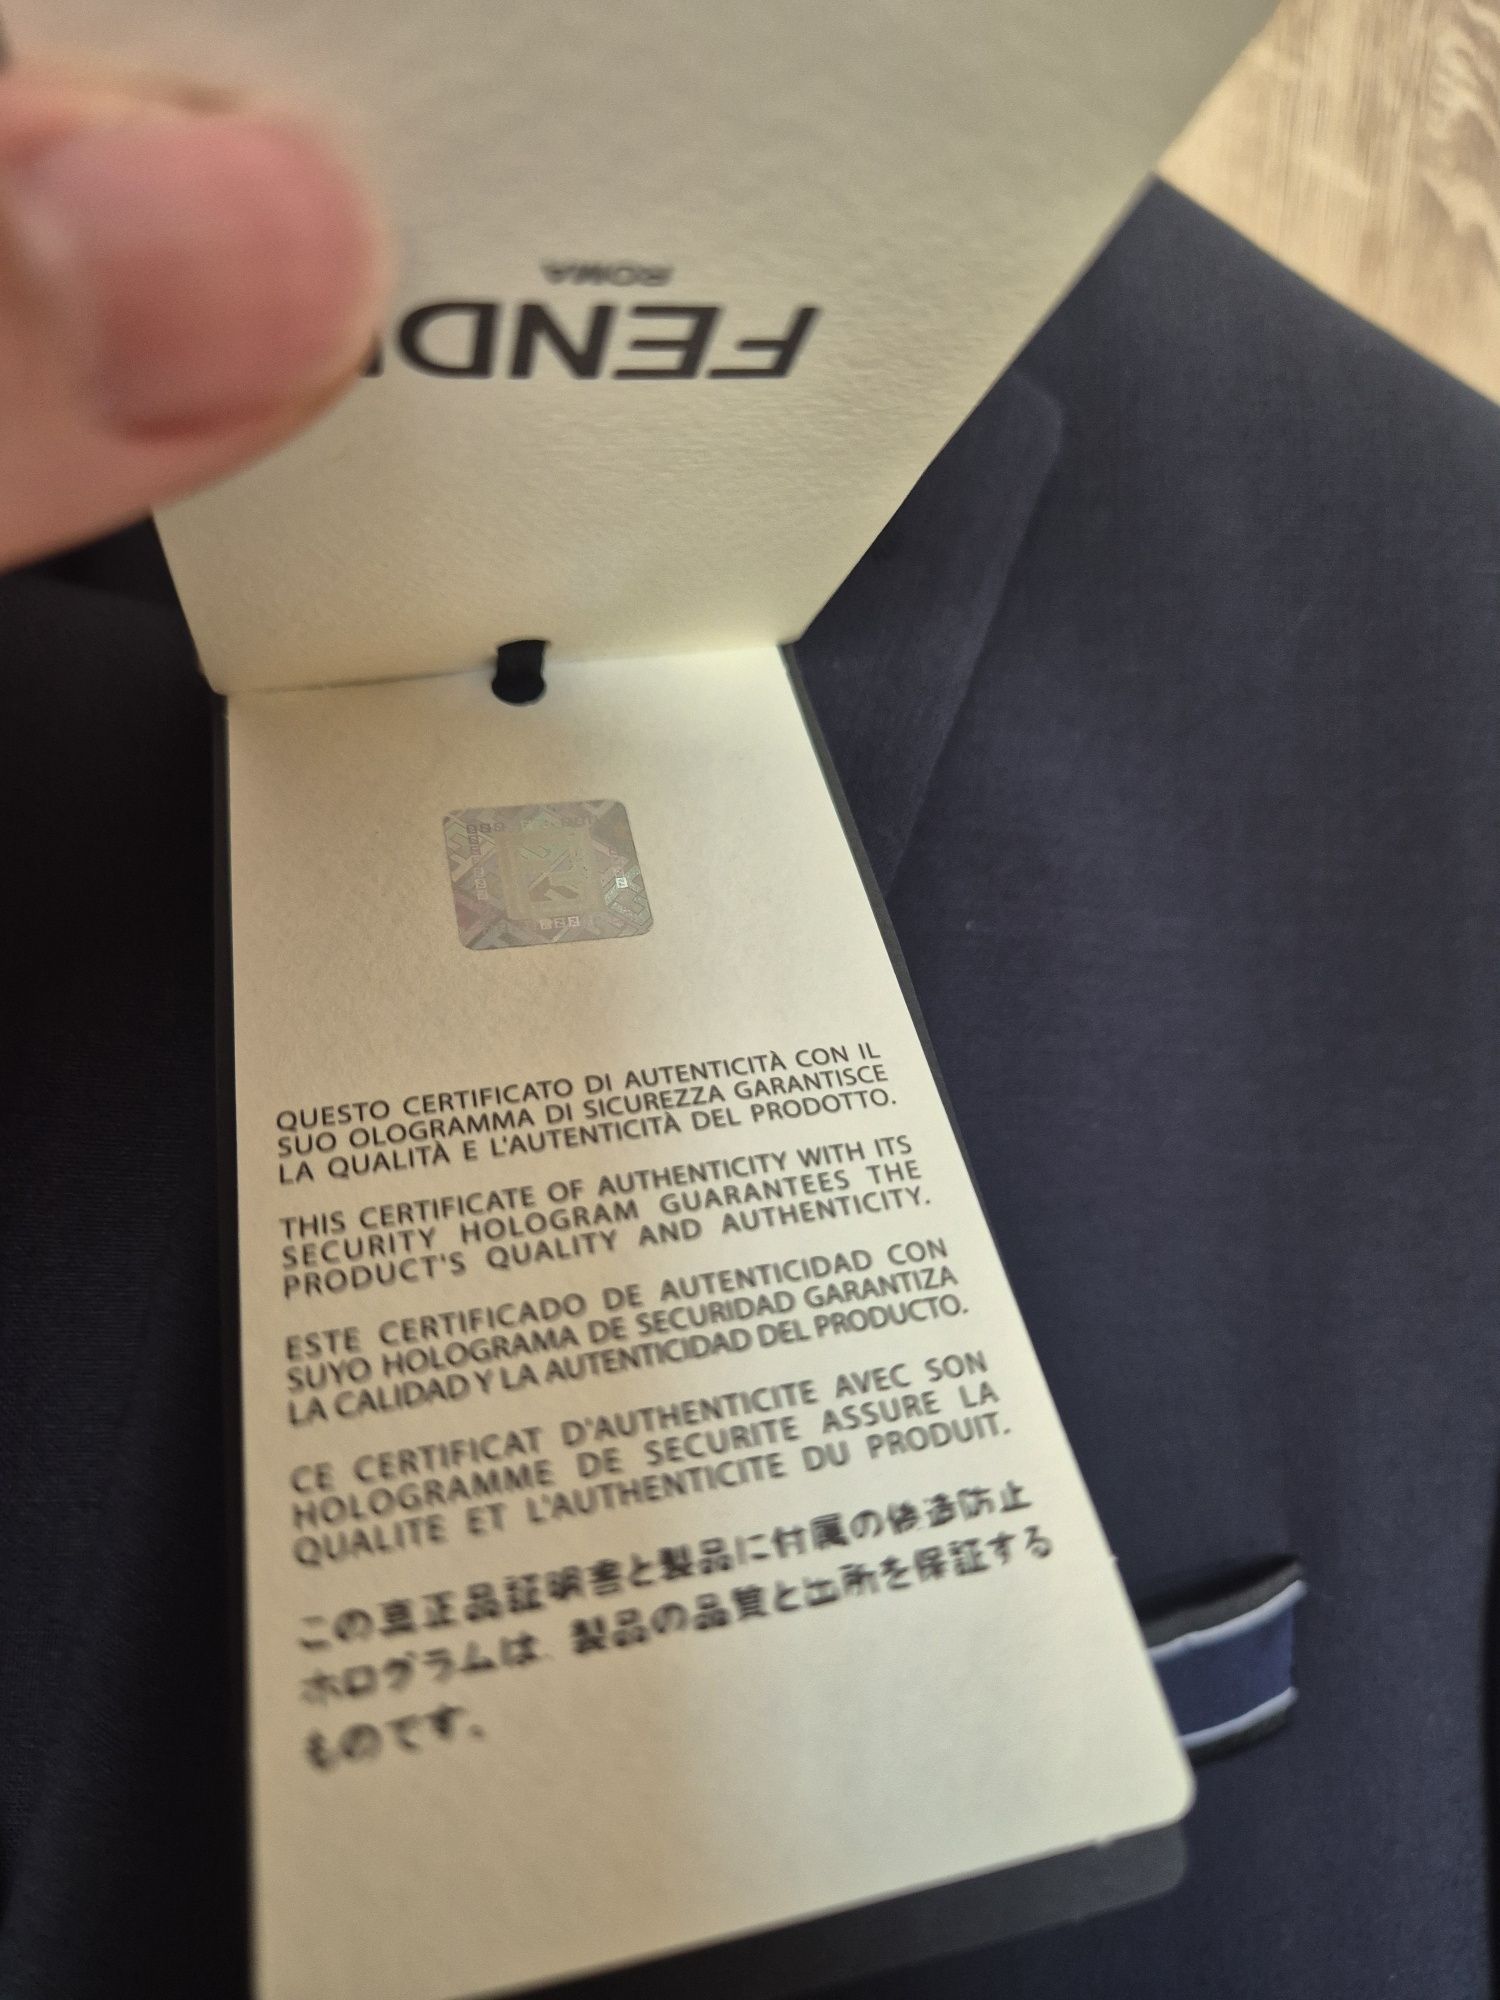 FEND
ROMA
QUESTO CERTIFICATO DI AUTENTICITÀ CON IL
SUO OLOGRAMMA DI SICUREZZA GARANTISCE
LA QUALITÀ E L'AUTENTICITÀ DEL PRODOTTO.
THIS CERTIFICATE OF AUTHENTICITY WITH ITS
SECURITY HOLOGRAM GUARANTEES THE
PRODUCT'S QUALITY AND AUTHENTICITY.
ESTE CERTIFICADO DE AUTENTICIDAD CON
SUYO HOLOGRAMA DE SECURIDAD GARANTIZA
LA CALIDAD Y LA AUTENTICIDAD DEL PRODUCTO.
CE CERTIFICAT D'AUTHENTICITE AVEC SON
HOLOGRAMME DE SECURITE ASSURE LA
QUALITE ET L'AUTHENTICITE DU PRODUIT.
この真正品証明書と製品に付属の偽造防止
ホログラムは、製品の品質と出所を保証する
ものです。